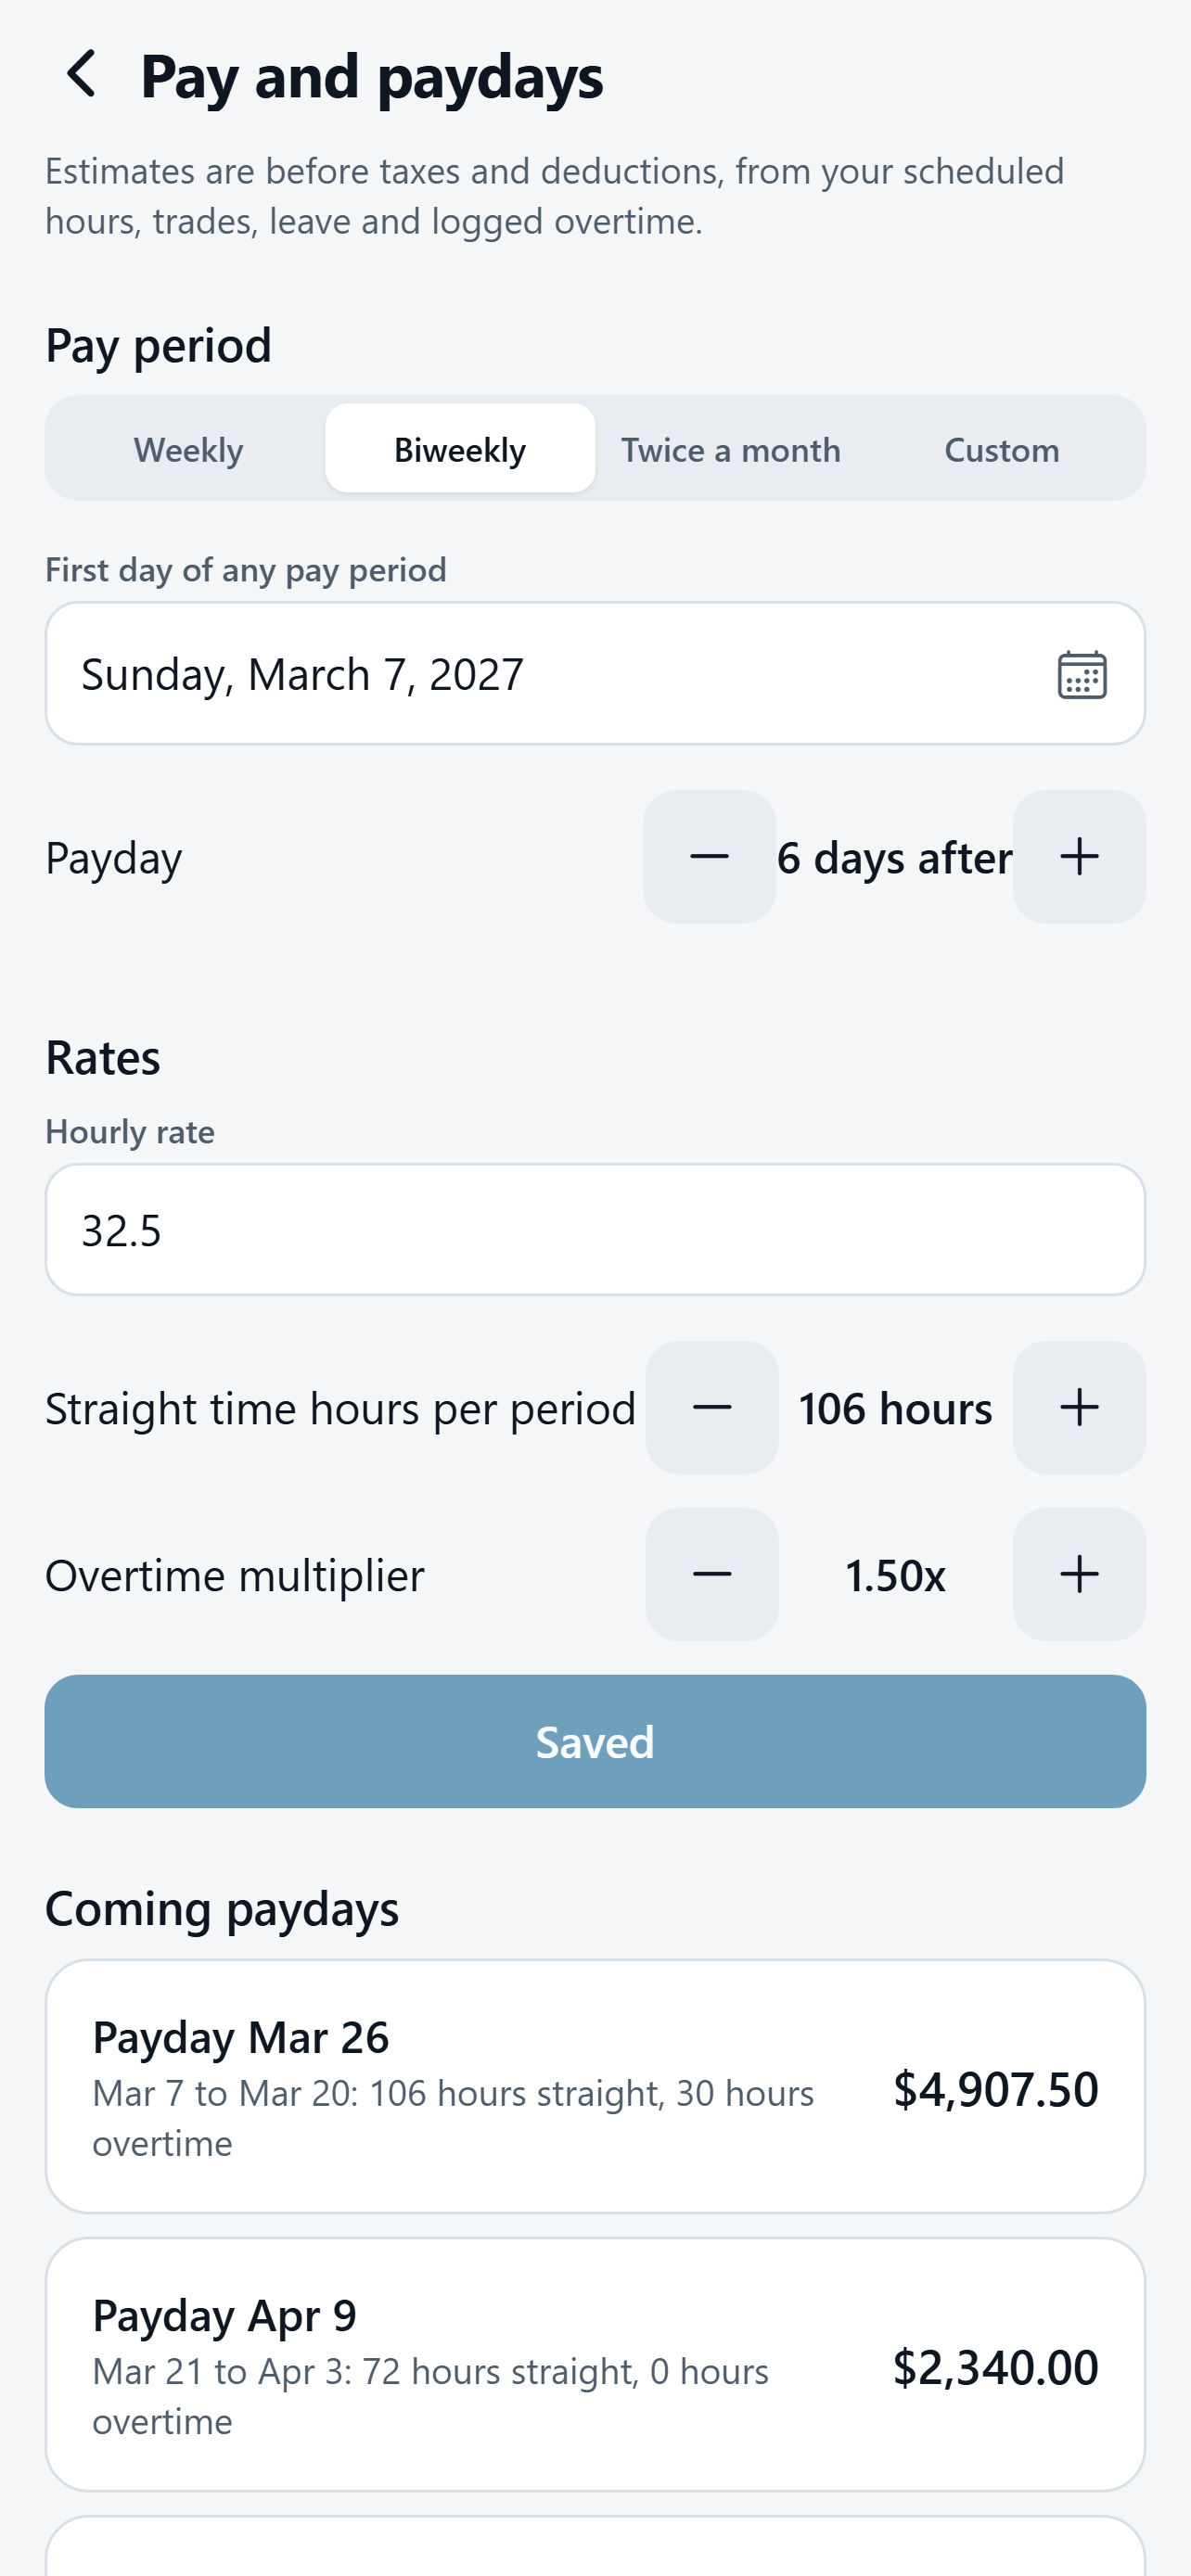 Pay and paydays
Estimates are before taxes and deductions, from your scheduled
hours, trades, leave and logged overtime.
Pay period
Weekly
Biweekly
Twice a month
Custom
First day of any pay period
Sunday, March 7, 2027
Payday
6 days after
Rates
Hourly rate
32.5
Straight time hours per period
106 hours
Overtime multiplier
1.50x
Saved
Coming paydays
Payday Mar 26
Mar 7 to Mar 20: 106 hours straight, 30 hours
overtime
$4,907.50
Payday Apr 9
Mar 21 to Apr 3: 72 hours straight, 0 hours
overtime
$2,340.00